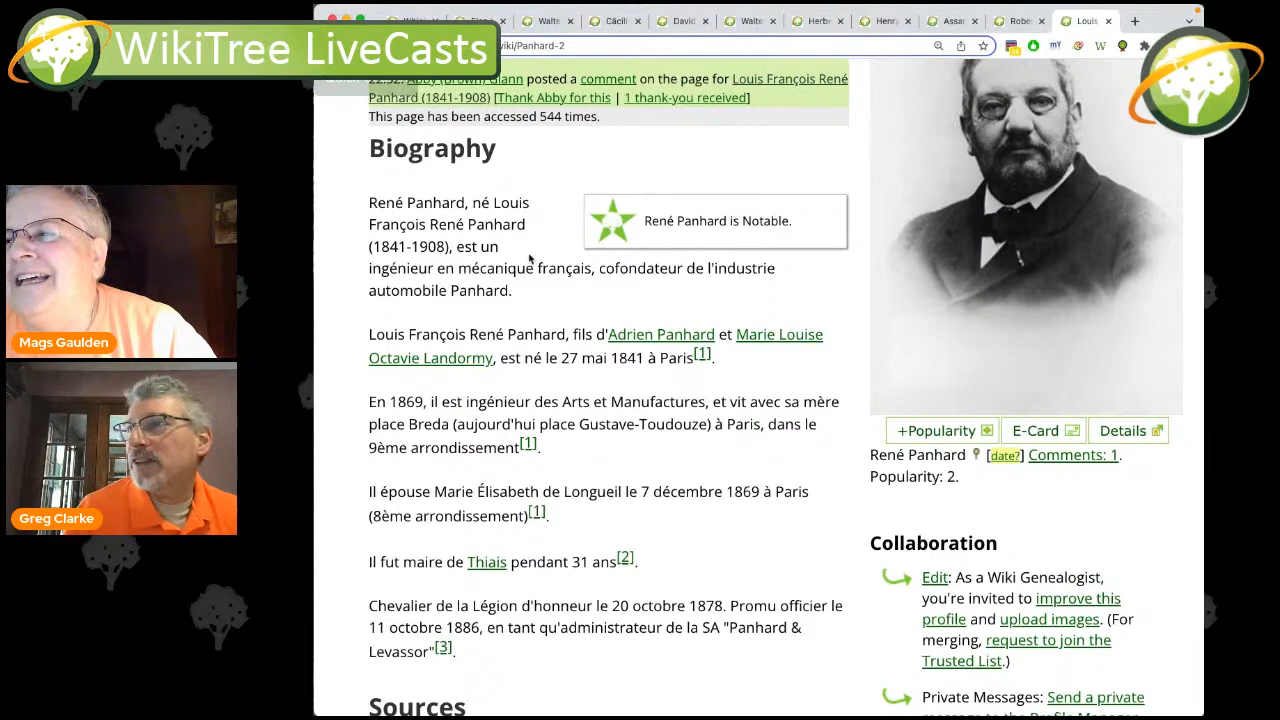 WikiTree LiveCasts
Walte
Cäcili
David
Walte
Herbe
Henry
Assar
Rober
Louis
viki/Panhard-2
posted a comment on the page for Louis François René
Panhard (1841-1908) [Thank Abby for this | 1 thank-you received]
This page has been accessed 544 times.
Biography
René Panhard, né Louis
François René Panhard
(1841-1908), est un
ingénieur en mécanique français, cofondateur de l'industrie
automobile Panhard.
René Panhard is Notable.
Louis François René Panhard, fils d'Adrien Panhard et Marie Louise
Octavie Landormy, est né le 27 mai 1841 à Paris[1].
En 1869, il est ingénieur des Arts et Manufactures, et vit avec sa mère
place Breda (aujourd'hui place Gustave-Toudouze) à Paris, dans le
9ème arrondissement[1].
Il épouse Marie Élisabeth de Longueil le 7 décembre 1869 à Paris
(8ème arrondissement)[1].
Il fut maire de Thiais pendant 31 ans[2].
Chevalier de la Légion d'honneur le 20 octobre 1878. Promu officier le
11 octobre 1886, en tant qu'administrateur de la SA "Panhard &
Levassor"[3].
Sources
+Popularity
E-Card
Details
René Panhard [date?] Comments: 1.
Popularity: 2.
Collaboration
Edit: As a Wiki Genealogist,
you're invited to improve this
profile and upload images. (For
merging, request to join the
Trusted List.)
Private Messages: Send a private
Mags Gaulden
Greg Clarke